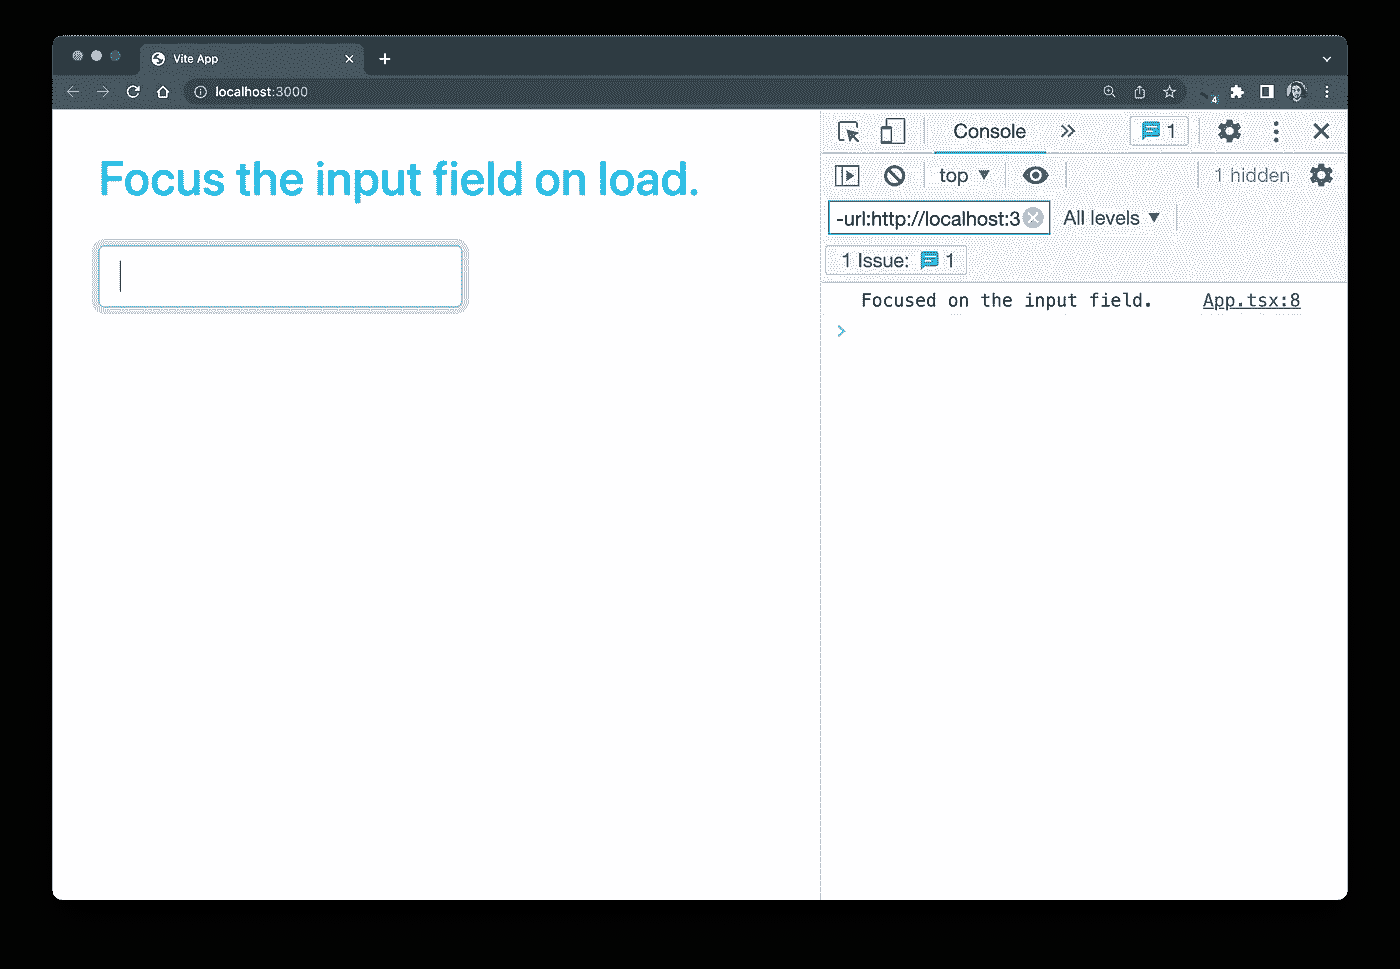 Vite App
localhost:3000
4
Focus the input field on load.
Console
1
top
1 hidden
-url:http://localhost:3
All levels
1 Issue: 1
Focused on the input field. App.tsx:8